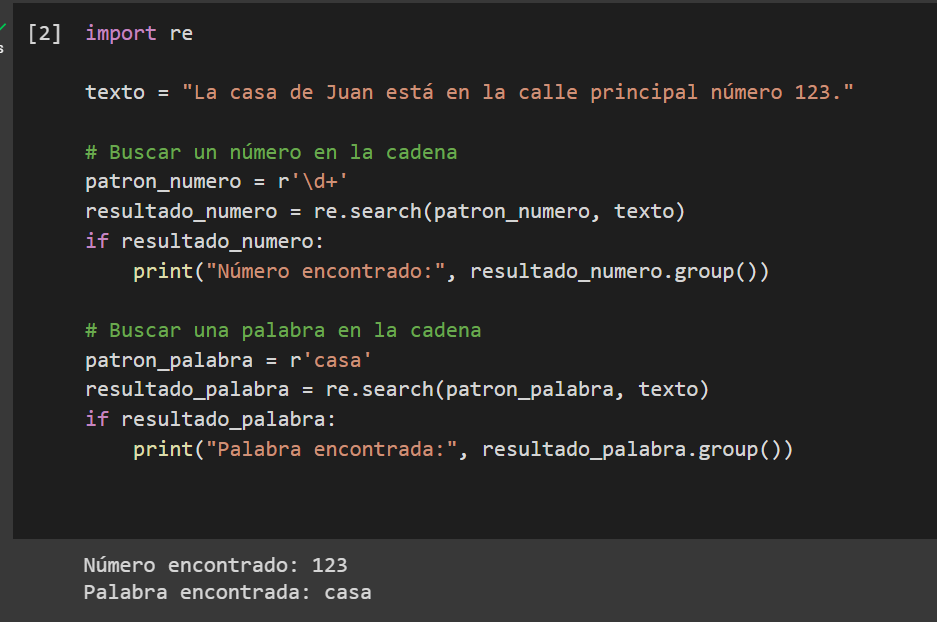 [2] import re
texto = "La casa de Juan está en la calle principal número 123."
# Buscar un número en la cadena
patron_numero = r'\d+'
resultado_numero = re.search(patron_numero, texto)
if resultado_numero:
    print("Número encontrado:", resultado_numero.group())
# Buscar una palabra en la cadena
patron_palabra = r'casa'
resultado_palabra = re.search(patron_palabra, texto)
if resultado_palabra:
    print("Palabra encontrada:", resultado_palabra.group())
Número encontrado: 123
Palabra encontrada: casa